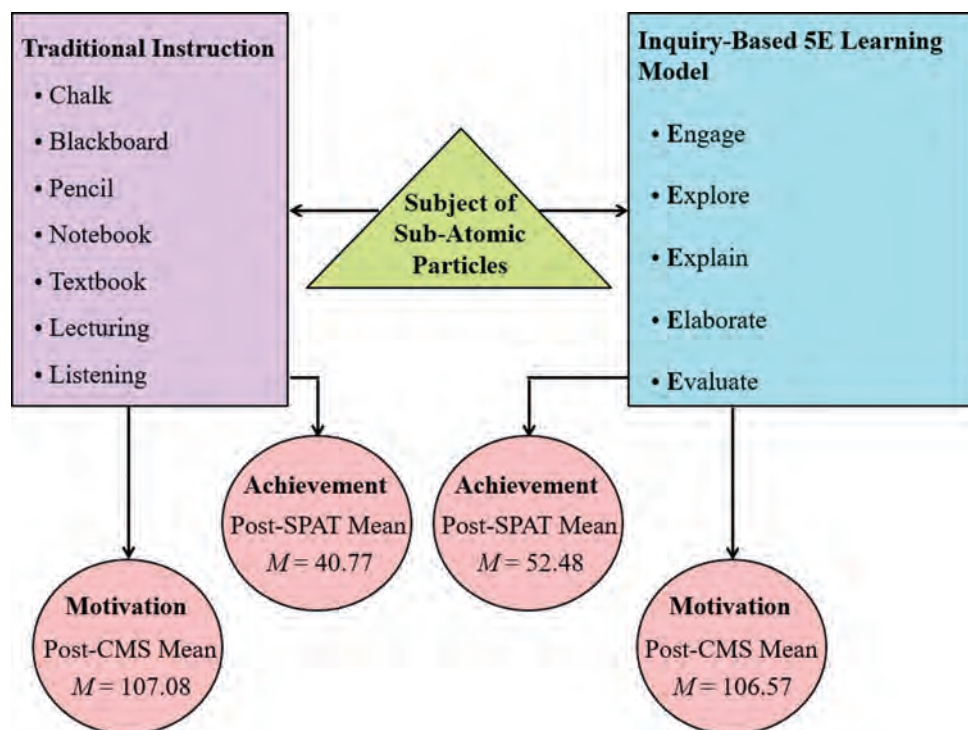 Traditional Instruction
• Chalk
• Blackboard
• Pencil
• Notebook
• Textbook
• Lecturing
• Listening
Subject of
Sub-Atomic
Particles
Inquiry-Based 5E Learning
Model
• Engage
• Explore
• Explain
• Elaborate
• Evaluate
Achievement
Post-SPAT Mean
M = 40.77
Achievement
Post-SPAT Mean
M = 52.48
Motivation
Post-CMS Mean
M = 107.08
Motivation
Post-CMS Mean
M = 106.57